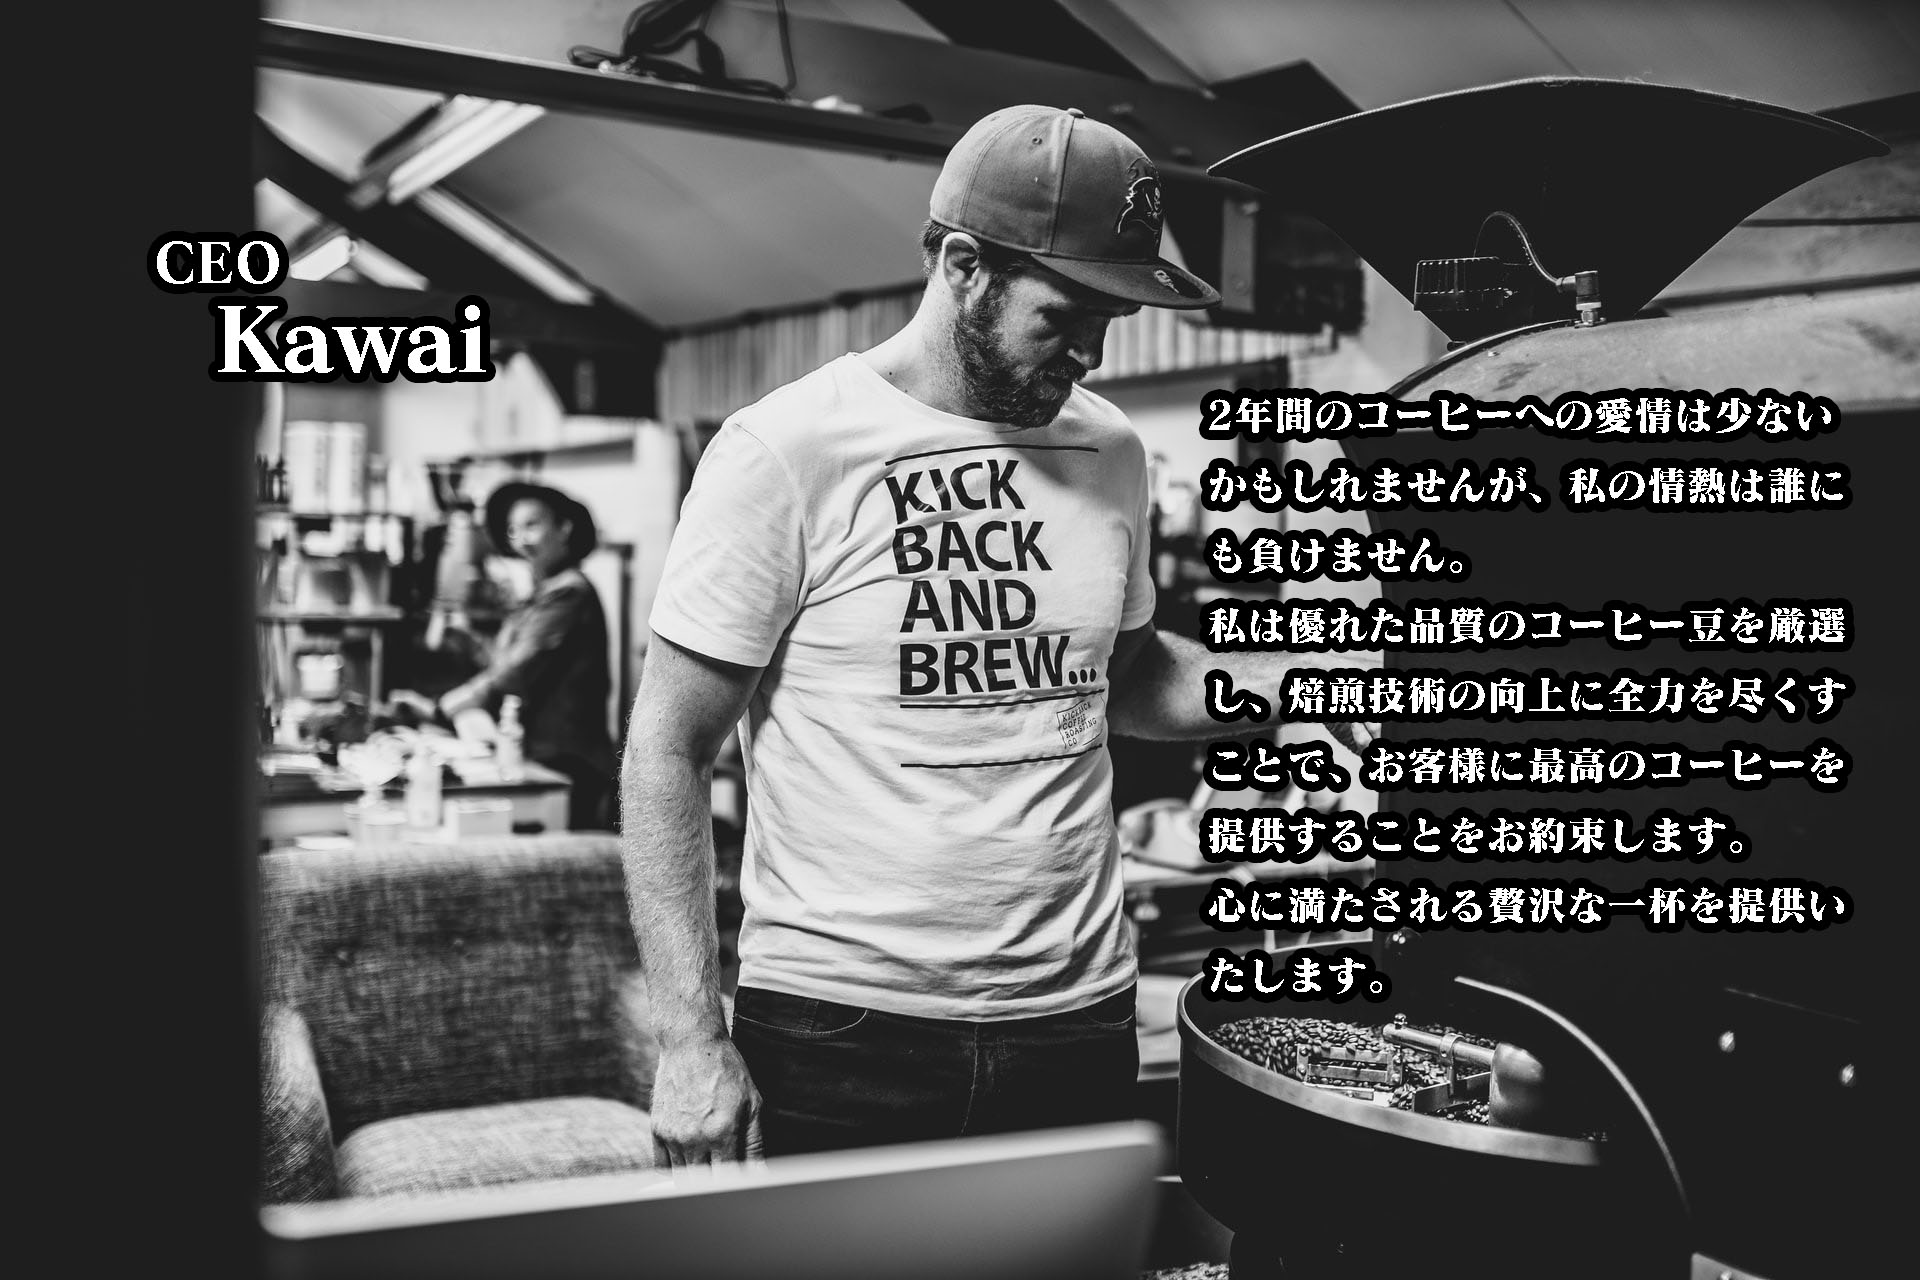 CEO
Kawai
KICK
BACK
AND
BREW...
KICKBACK
COFFEE
ROASTING
CO
2年間のコーヒーへの愛情は少ない
かもしれませんが、私の情熱は誰に
も負けません。
私は優れた品質のコーヒー豆を厳選
し、焙煎技術の向上に全力を尽くす
ことで、お客様に最高のコーヒーを
提供することをお約束します。
心に満たされる贅沢な一杯を提供い
たします。